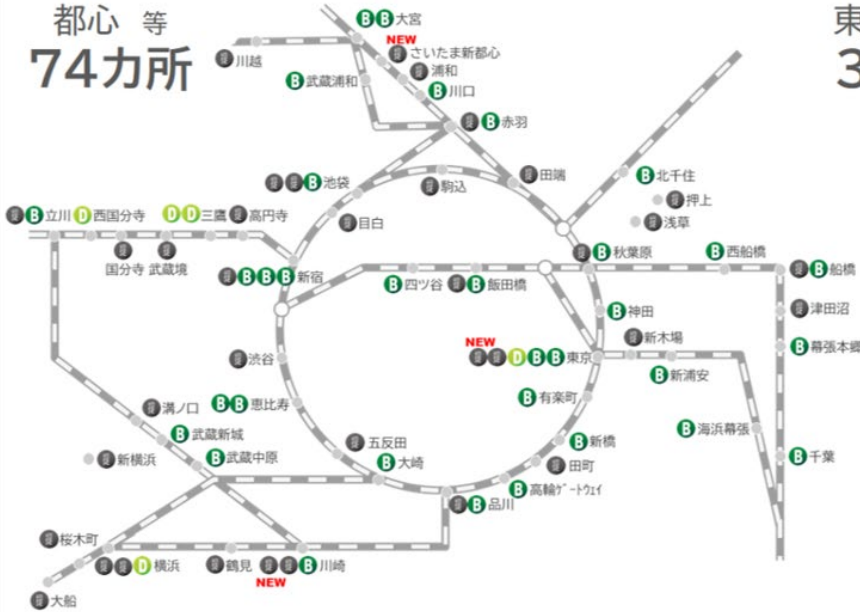 都心 等
74カ所
東
3
B B 大宮
NEW
さいたま新都心
川越
浦和
B 武蔵浦和
B 川口
B 赤羽
B 池袋
駒込
田端
B 北千住
押上
目白
浅草
B 立川 D 西国分寺
D D 三鷹
高円寺
国分寺 武蔵境
B 秋葉原
B 西船橋
B 船橋
B B B 新宿
B 四ツ谷
B 飯田橋
B 神田
津田沼
新木場
NEW
D B B 東京
B 幕張本郷
渋谷
B 新浦安
溝ノ口
B B 恵比寿
B 有楽町
B 武蔵新城
五反田
B 新橋
B 海浜幕張
新横浜
B 武蔵中原
B 大崎
田町
B 千葉
B 高輪ｹﾞｰﾄｳｪｲ
B 品川
桜木町
D 横浜
鶴見
B 川崎
NEW
大船